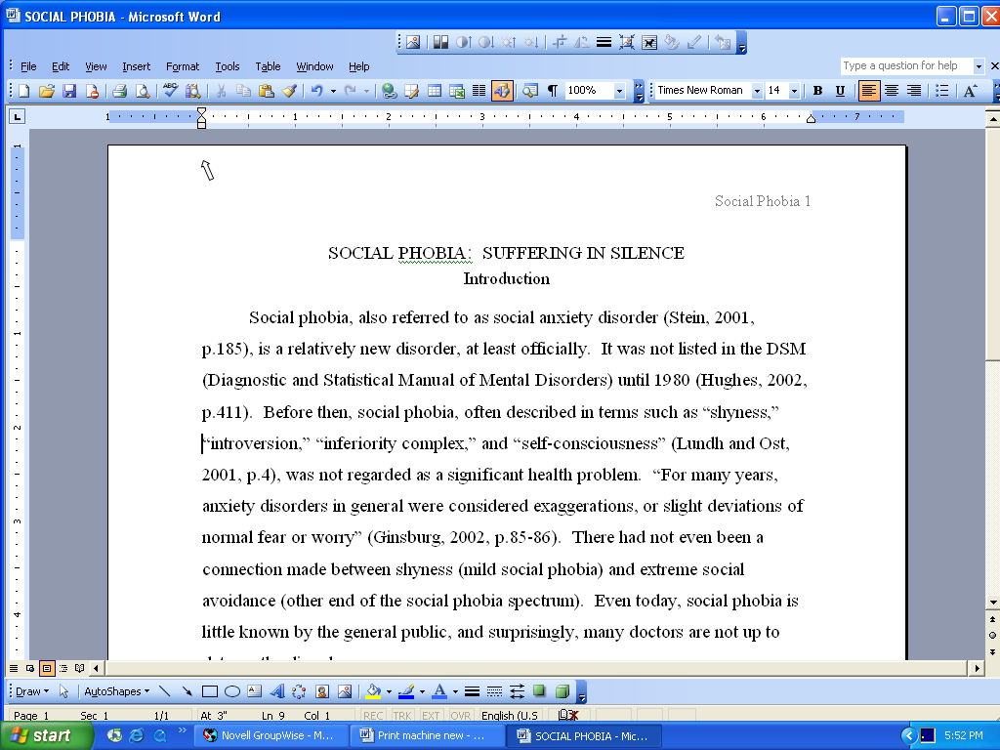 SOCIAL PHOBIA - Microsoft Word
File Edit View Insert Format Tools Table Window Help
Type a question for help
100%
Times New Roman
14
B U A
1 1 2 3 4 5 6 7
Social Phobia 1
SOCIAL PHOBIA:  SUFFERING IN SILENCE
Introduction
Social phobia, also referred to as social anxiety disorder (Stein, 2001,
p.185), is a relatively new disorder, at least officially.  It was not listed in the DSM
(Diagnostic and Statistical Manual of Mental Disorders) until 1980 (Hughes, 2002,
p.411).  Before then, social phobia, often described in terms such as “shyness,”
“introversion,” “inferiority complex,” and “self-consciousness” (Lundh and Ost,
2001, p.4), was not regarded as a significant health problem.  “For many years,
anxiety disorders in general were considered exaggerations, or slight deviations of
normal fear or worry” (Ginsburg, 2002, p.85-86).  There had not even been a
connection made between shyness (mild social phobia) and extreme social
avoidance (other end of the social phobia spectrum).  Even today, social phobia is
little known by the general public, and surprisingly, many doctors are not up to
Draw AutoShapes
Page 1 Sec 1 1/1 At 3" Ln 9 Col 1 REC TRK EXT OVR English (U.S
start Novell GroupWise - M... Print machine new - ... SOCIAL PHOBIA - Mic... 5:52 PM